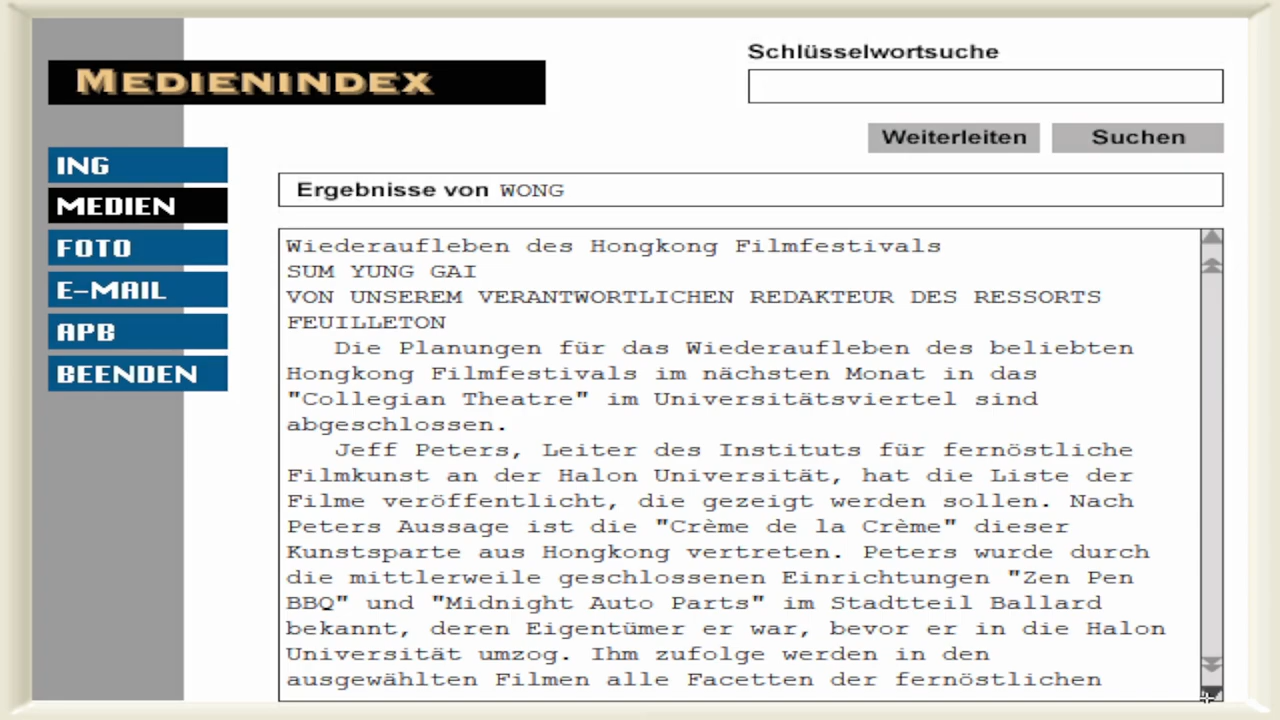 Schlüsselwortsuche
MEDIENINDEX
Weiterleiten
Suchen
ING
MEDIEN
FOTO
E-MAIL
APB
BEENDEN
Ergebnisse von WONG
Wiederaufleben des Hongkong Filmfestivals
SUM YUNG GAI
VON UNSEREM VERANTWORTLICHEN REDAKTEUR DES RESSORTS
FEUILLETON
Die Planungen für das Wiederaufleben des beliebten
Hongkong Filmfestivals im nächsten Monat in das
"Collegian Theatre" im Universitätsviertel sind
abgeschlossen.
Jeff Peters, Leiter des Instituts für fernöstliche
Filmkunst an der Halon Universität, hat die Liste der
Filme veröffentlicht, die gezeigt werden sollen. Nach
Peters Aussage ist die "Crème de la Crème" dieser
Kunstsparte aus Hongkong vertreten. Peters wurde durch
die mittlerweile geschlossenen Einrichtungen "Zen Pen
BBQ" und "Midnight Auto Parts" im Stadtteil Ballard
bekannt, deren Eigentümer er war, bevor er in die Halon
Universität umzog. Ihm zufolge werden in den
ausgewählten Filmen alle Facetten der fernöstlichen